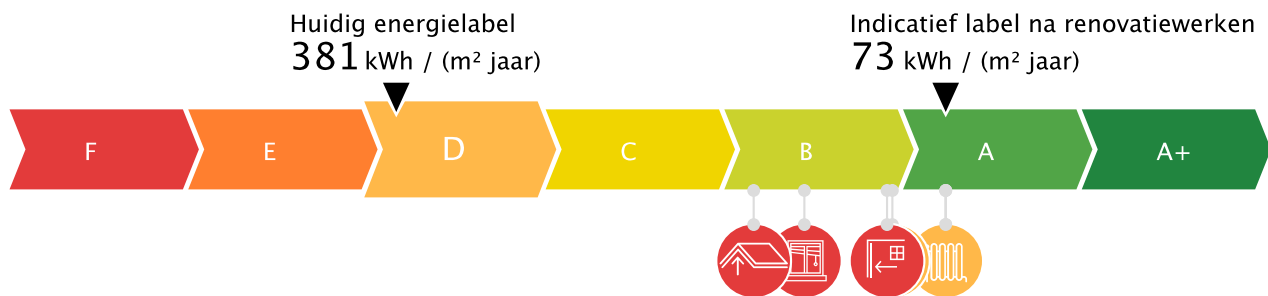 Huidig energielabel
381 kWh / (m² jaar)
Indicatief label na renovatiewerken
73 kWh / (m² jaar)
F E D C B A A+